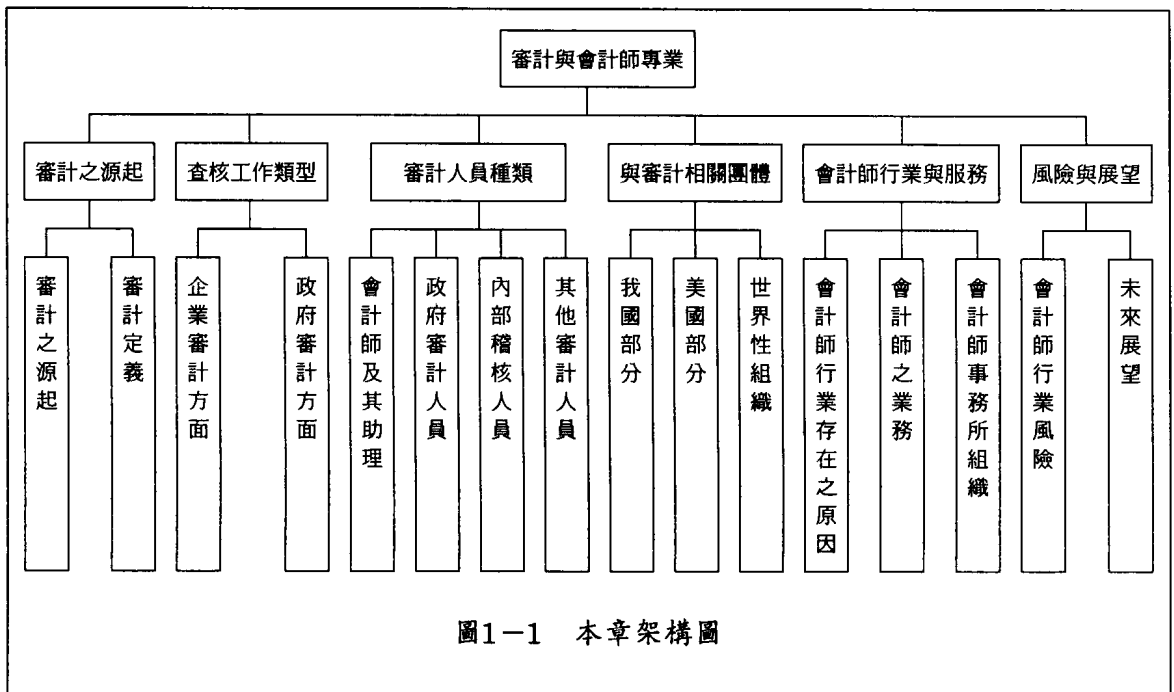 審計與會計師專業
審計之源起
查核工作類型
審計人員種類
與審計相關團體
會計師行業與服務
風險與展望
審計之源起
審計定義
企業審計方面
政府審計方面
會計師及其助理
政府審計人員
內部稽核人員
其他審計人員
我國部分
美國部分
世界性組織
會計師行業存在之原因
會計師之業務
會計師事務所組織
會計師行業風險
未來展望
圖1-1 本章架構圖